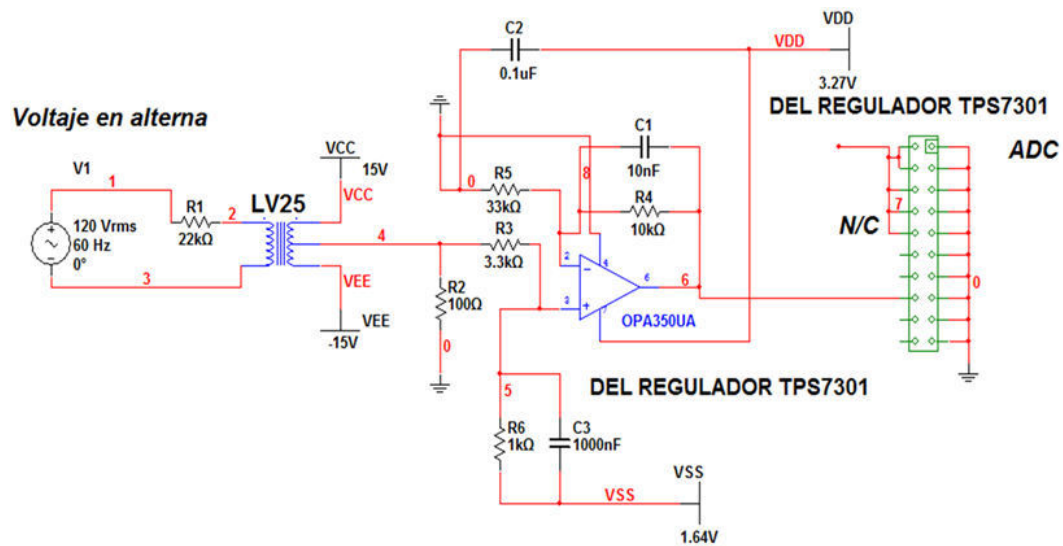 C2
0.1uF
VDD
VDD
3.27V
DEL REGULADOR TPS7301
Voltaje en alterna
ADC
V1
1
120 Vrms
60 Hz
0°
3
R1
22kΩ
2
LV25
VCC
15V
VCC
VEE
VEE
-15V
4
0
R5
33kΩ
R3
3.3kΩ
R2
100Ω
0
C1
10nF
8
R4
10kΩ
2
3
4
6
7
6
OPA350UA
7
N/C
0
DEL REGULADOR TPS7301
5
R6
1kΩ
C3
1000nF
VSS
VSS
1.64V